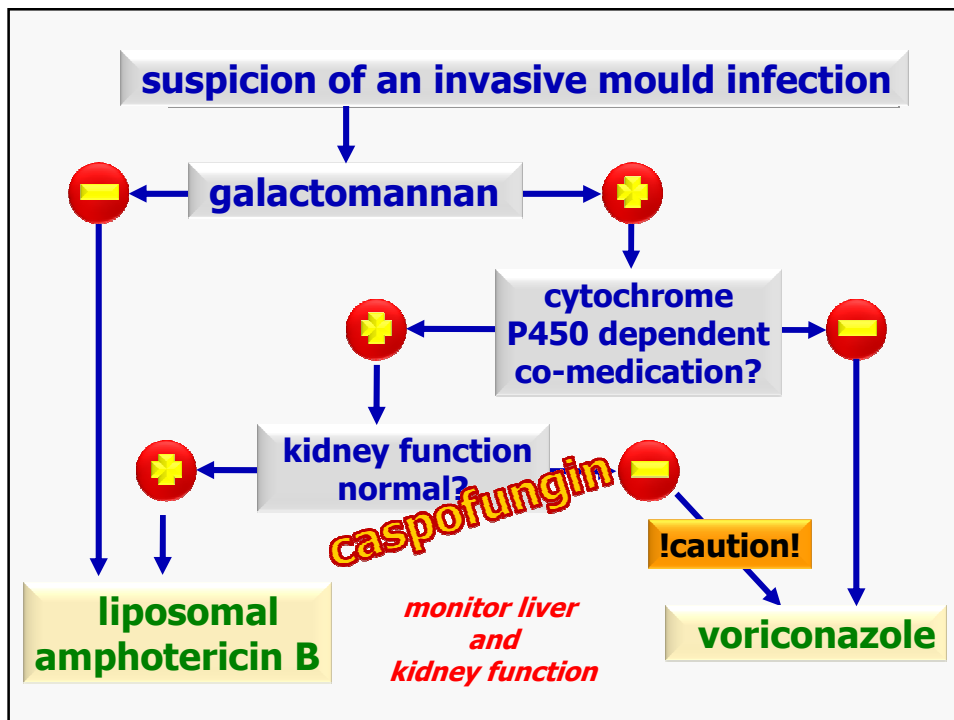 suspicion of an invasive mould infection
galactomannan
cytochrome
P450 dependent
co-medication?
kidney function
normal?
caspofungin
!caution!
liposomal
amphotericin B
monitor liver
and
kidney function
voriconazole